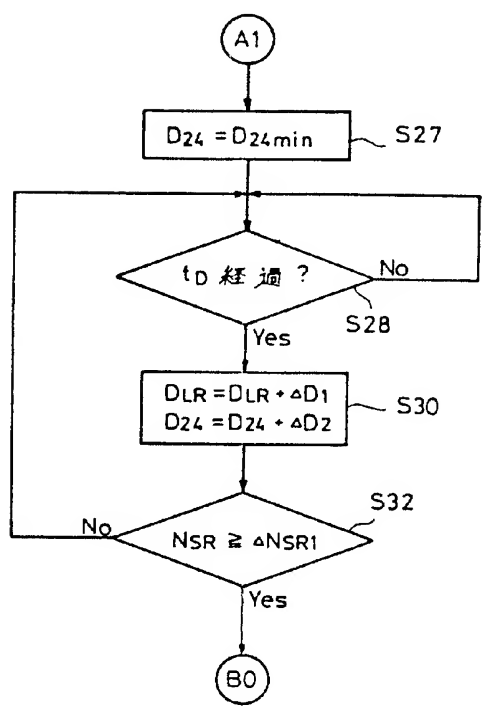 A1
D24 = D24min
S27
tD 経過 ?
No
S28
Yes
DLR = DLR + ΔD1
D24 = D24 + ΔD2
S30
S32
No
NSR ≧ ΔNSR1
Yes
B0